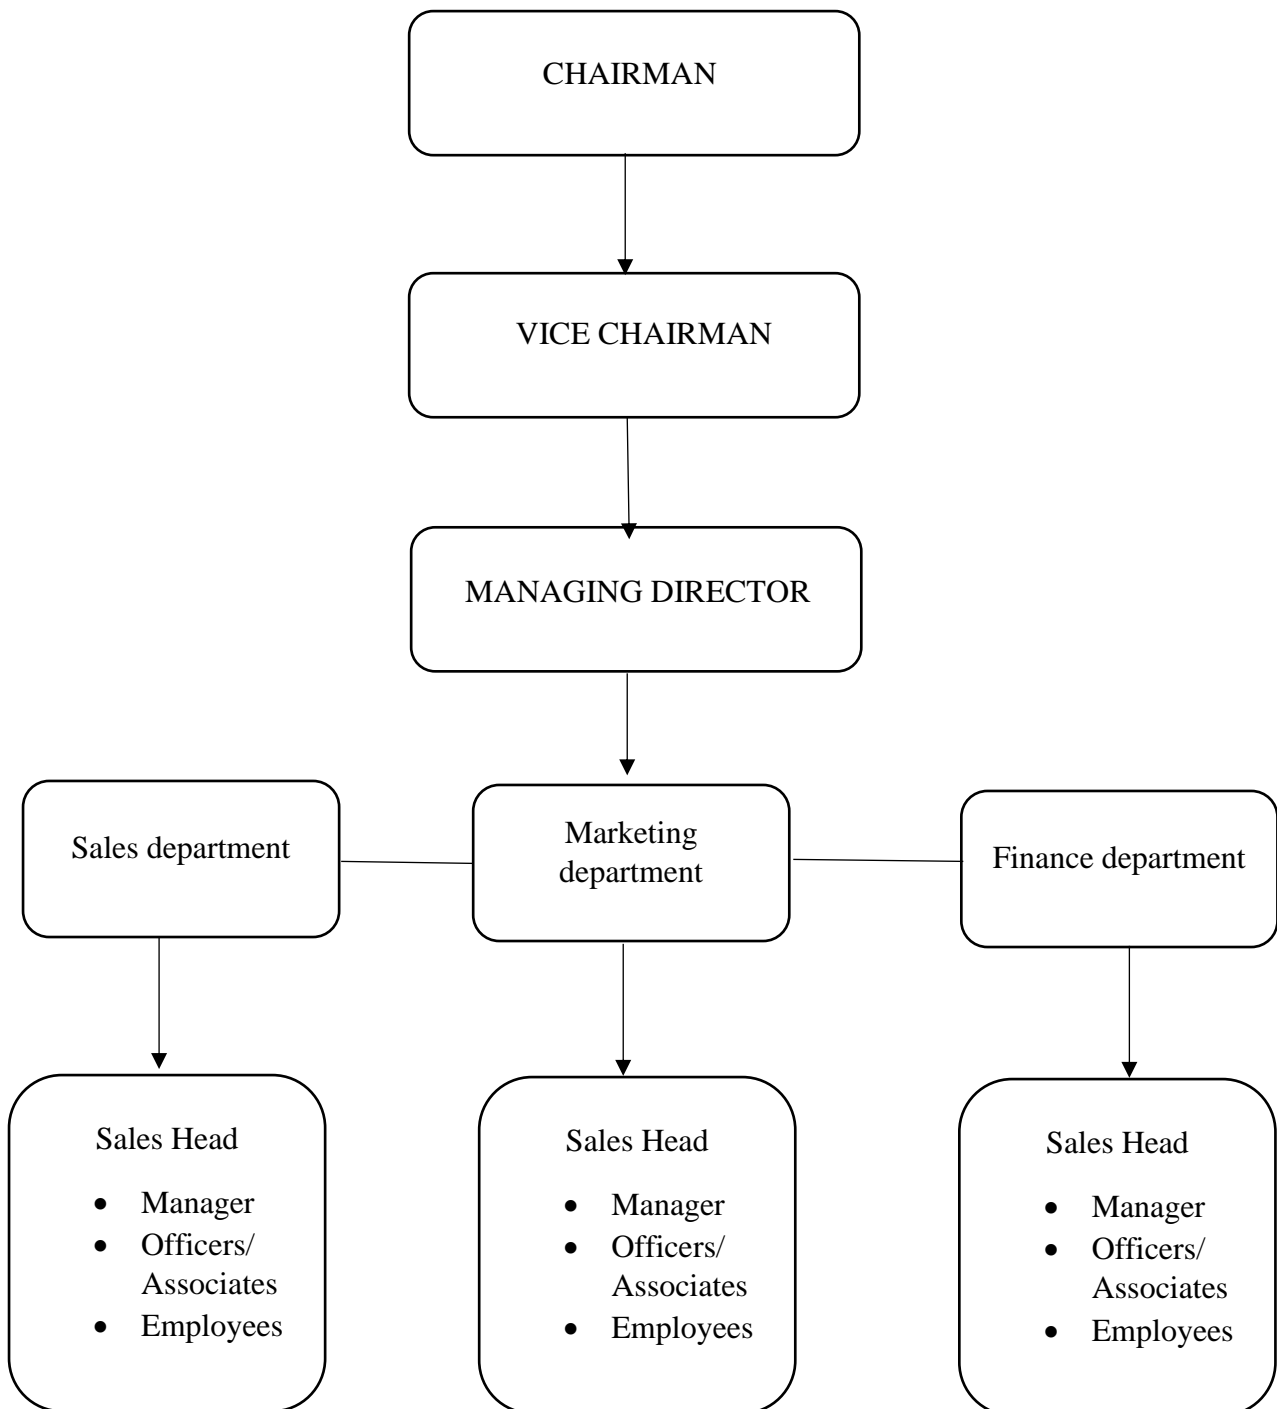 CHAIRMAN
VICE CHAIRMAN
MANAGING DIRECTOR
Sales department
Marketing
department
Finance department
Sales Head
• Manager
• Officers/
Associates
• Employees
Sales Head
• Manager
• Officers/
Associates
• Employees
Sales Head
• Manager
• Officers/
Associates
• Employees